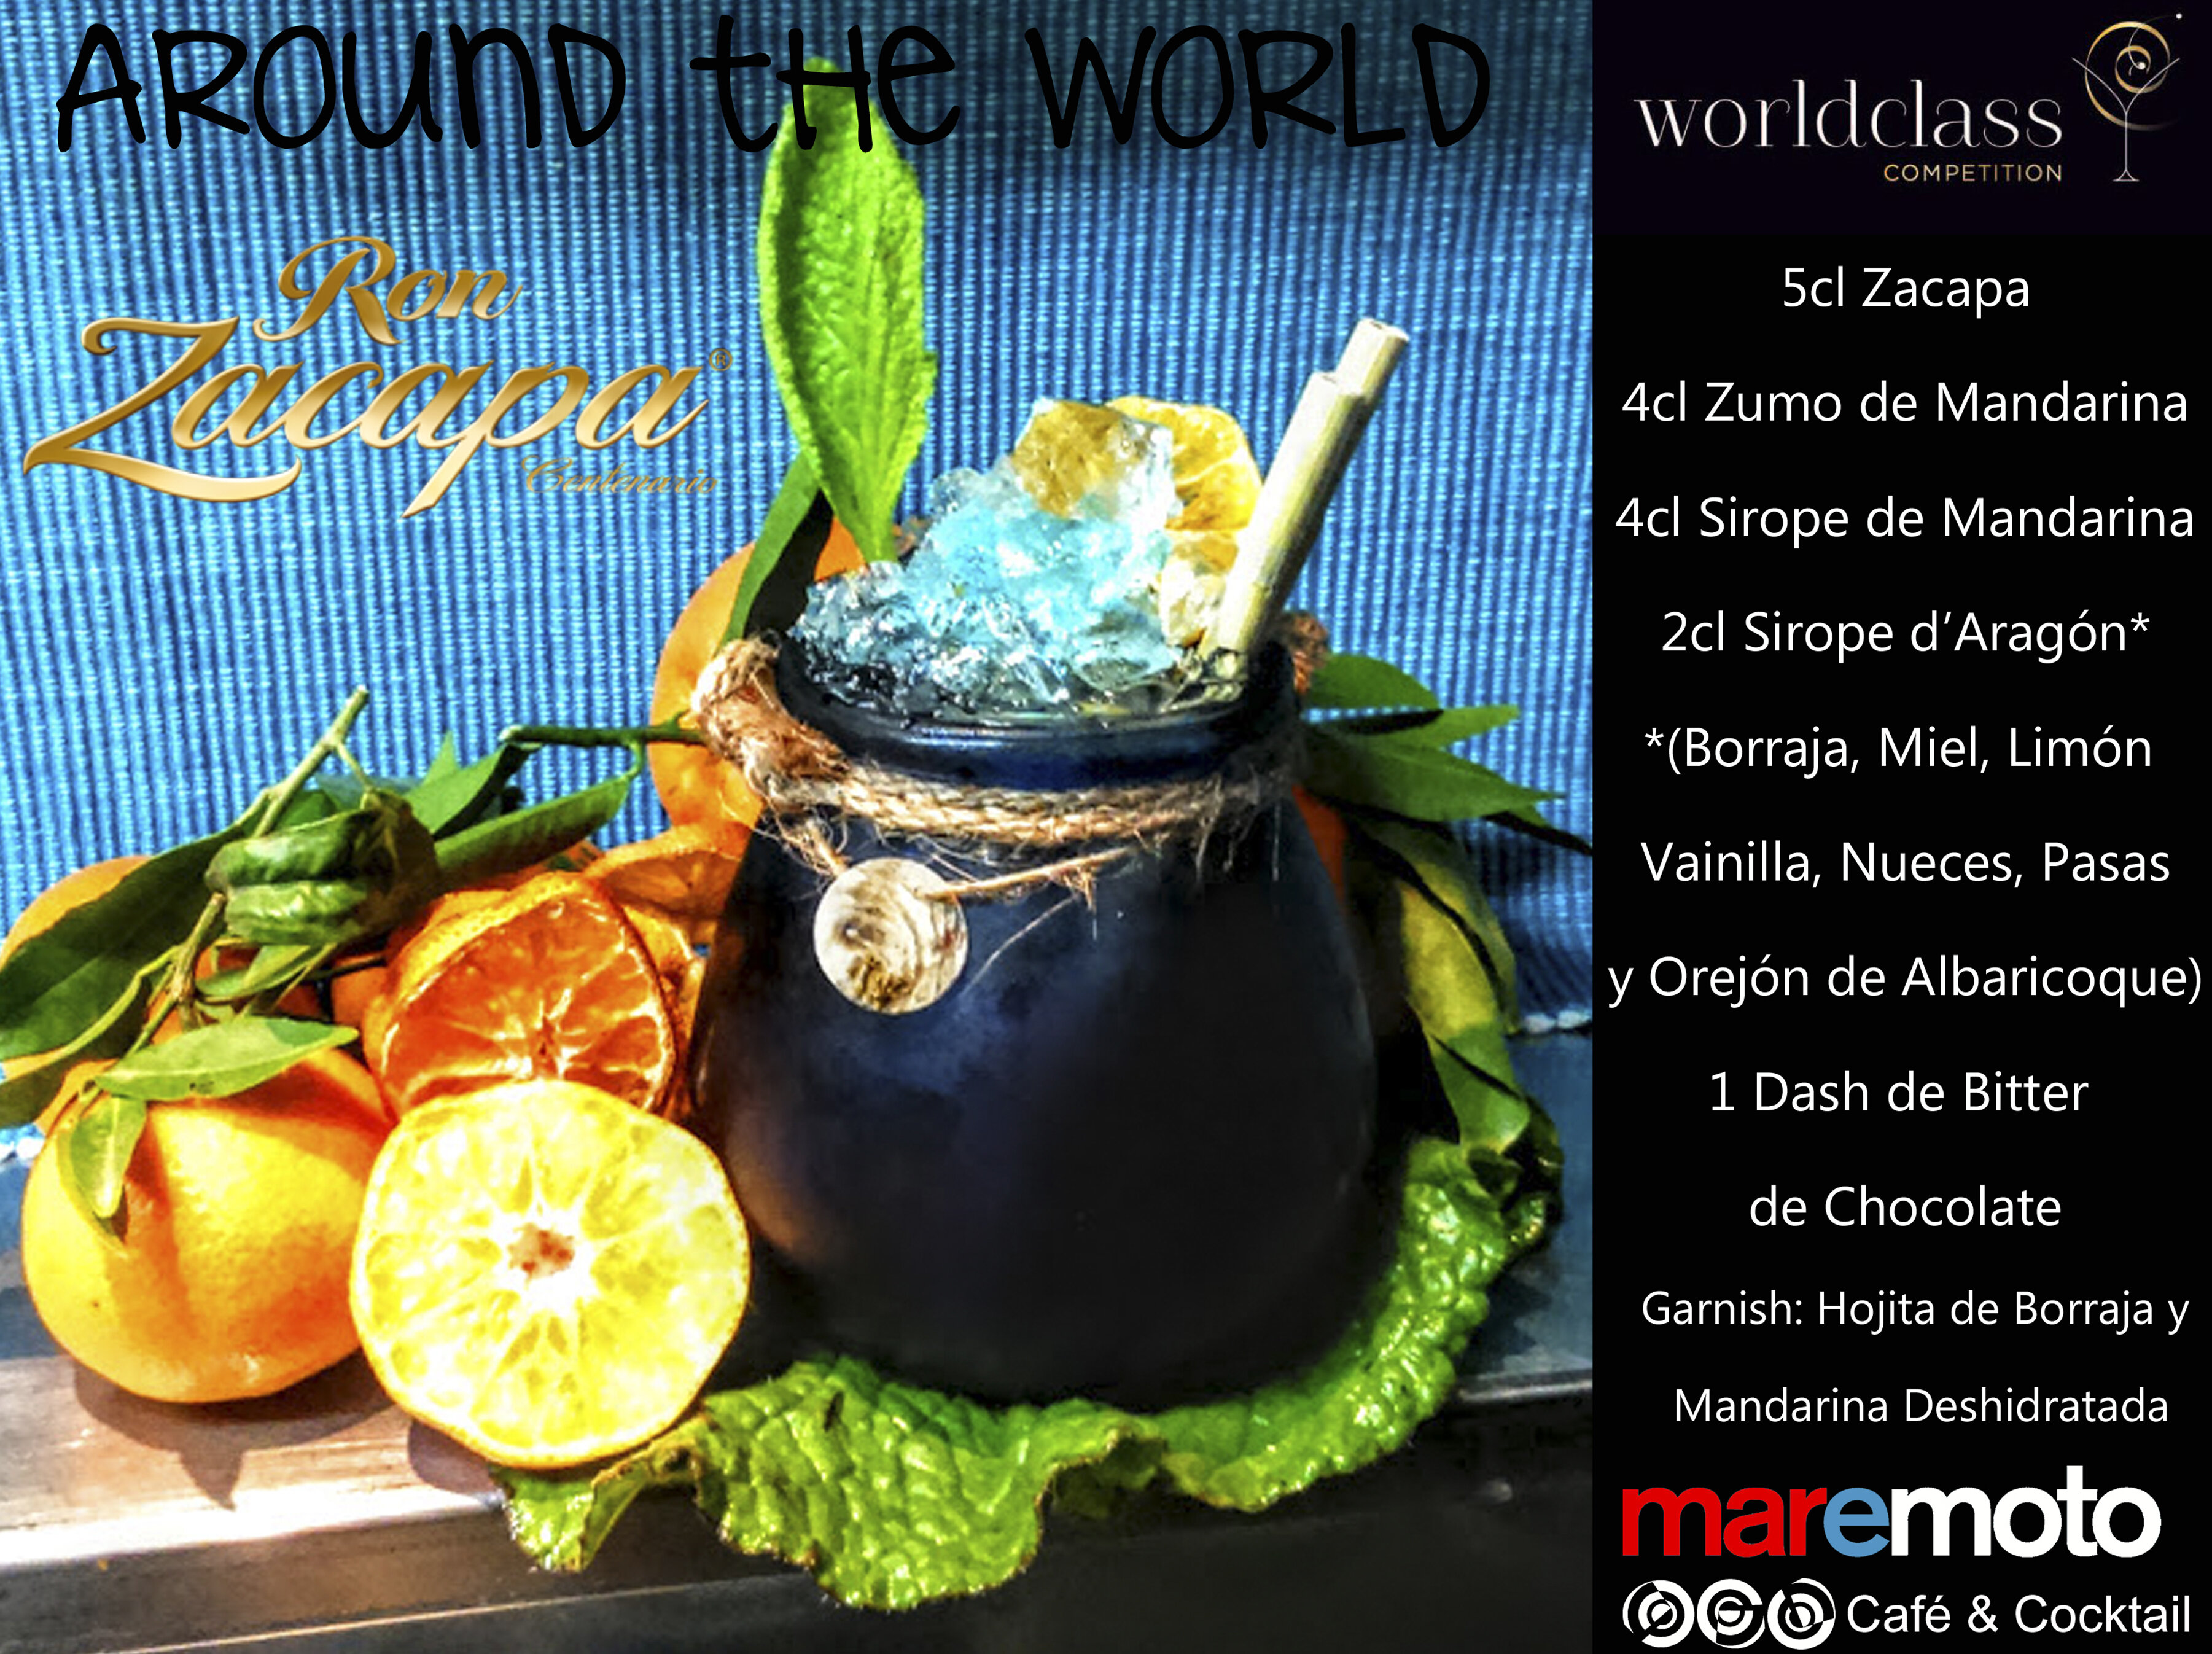 AROUND THE WORLD
Ron
Zacapa®
Centenario
worldclass
COMPETITION
5cl Zacapa
4cl Zumo de Mandarina
4cl Sirope de Mandarina
2cl Sirope d’Aragón*
*(Borraja, Miel, Limón
Vainilla, Nueces, Pasas
y Orejón de Albaricoque)
1 Dash de Bitter
de Chocolate
Garnish: Hojita de Borraja y
Mandarina Deshidratada
maremoto
Café & Cocktail